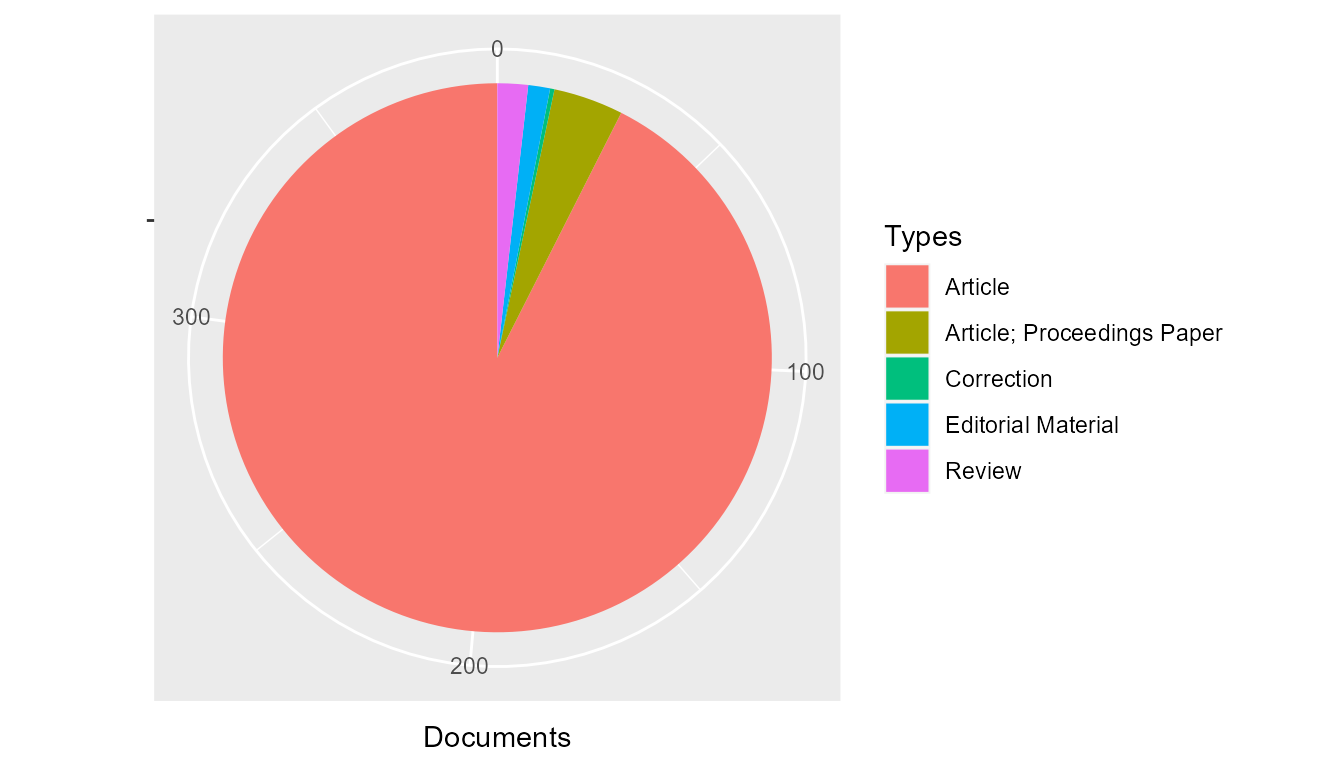 0
300
100
200
Documents
Types
Article
Article; Proceedings Paper
Correction
Editorial Material
Review